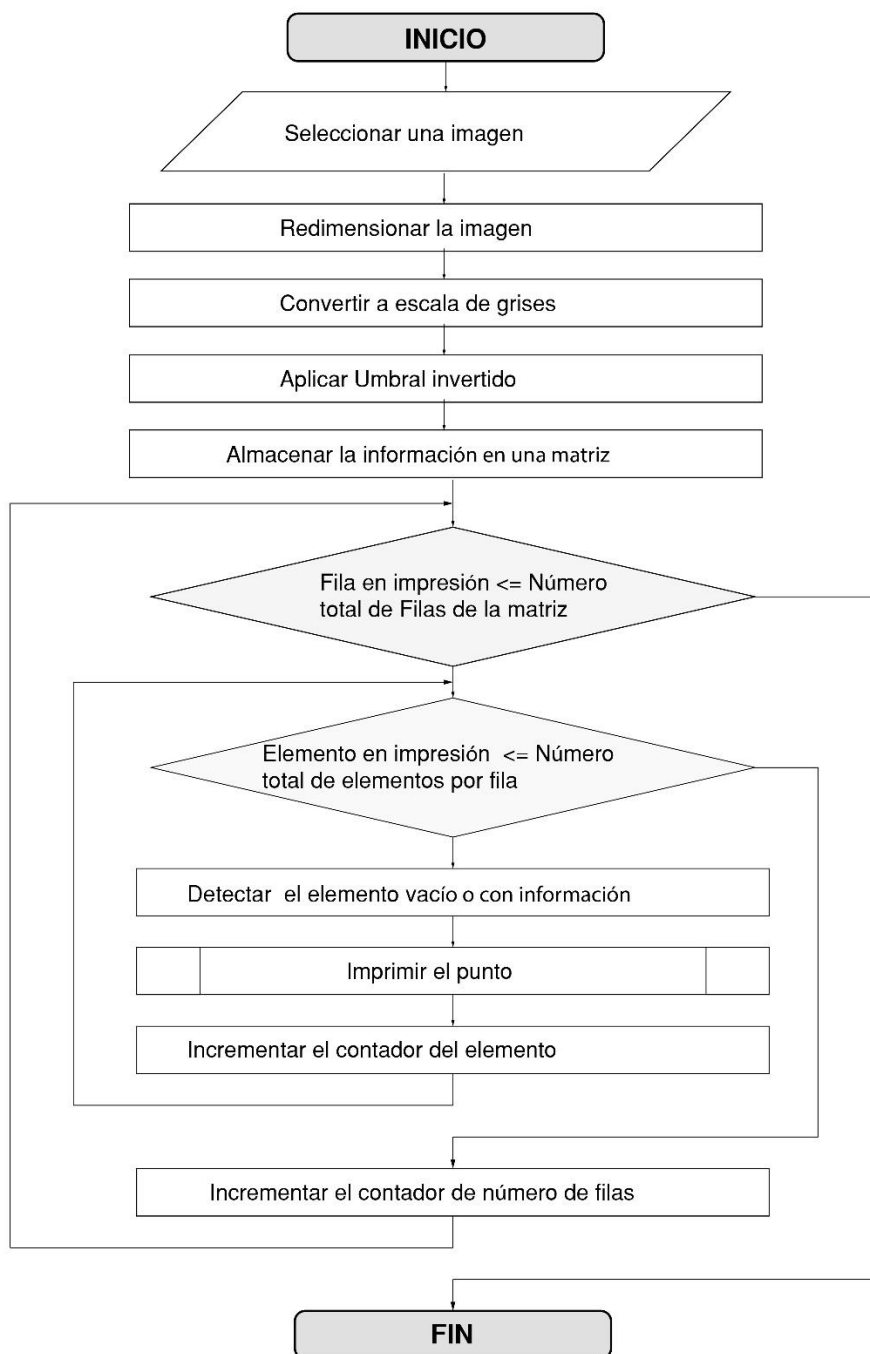 INICIO
Seleccionar una imagen
Redimensionar la imagen
Convertir a escala de grises
Aplicar Umbral invertido
Almacenar la información en una matriz
Fila en impresión <= Número
total de Filas de la matriz
Elemento en impresión <= Número
total de elementos por fila
Detectar el elemento vacío o con información
Imprimir el punto
Incrementar el contador del elemento
Incrementar el contador de número de filas
FIN